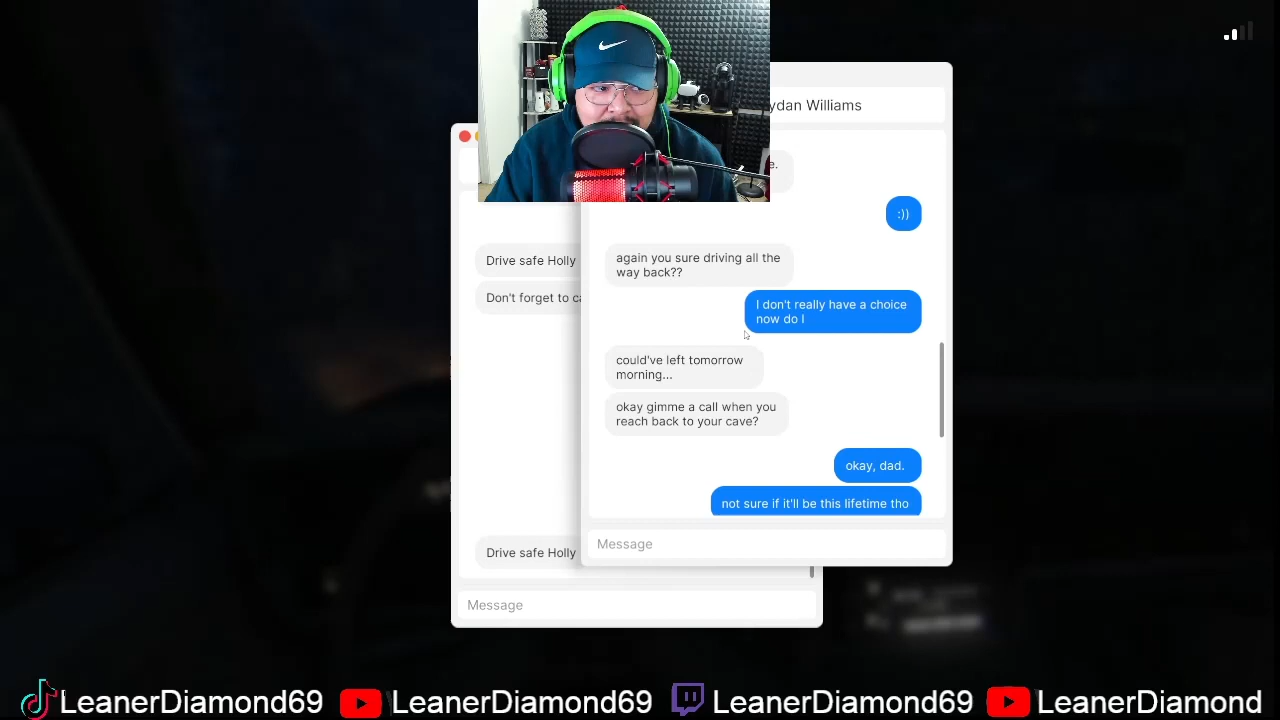 ydan Williams
e.
:))
again you sure driving all the
way back??
I don't really have a choice
now do I
could've left tomorrow
morning...
okay gimme a call when you
reach back to your cave?
okay, dad.
not sure if it'll be this lifetime tho
Message
Drive safe Holly
Don't forget to ca
Drive safe Holly
Message
LeanerDiamond69
LeanerDiamond69
LeanerDiamond69
LeanerDiamond